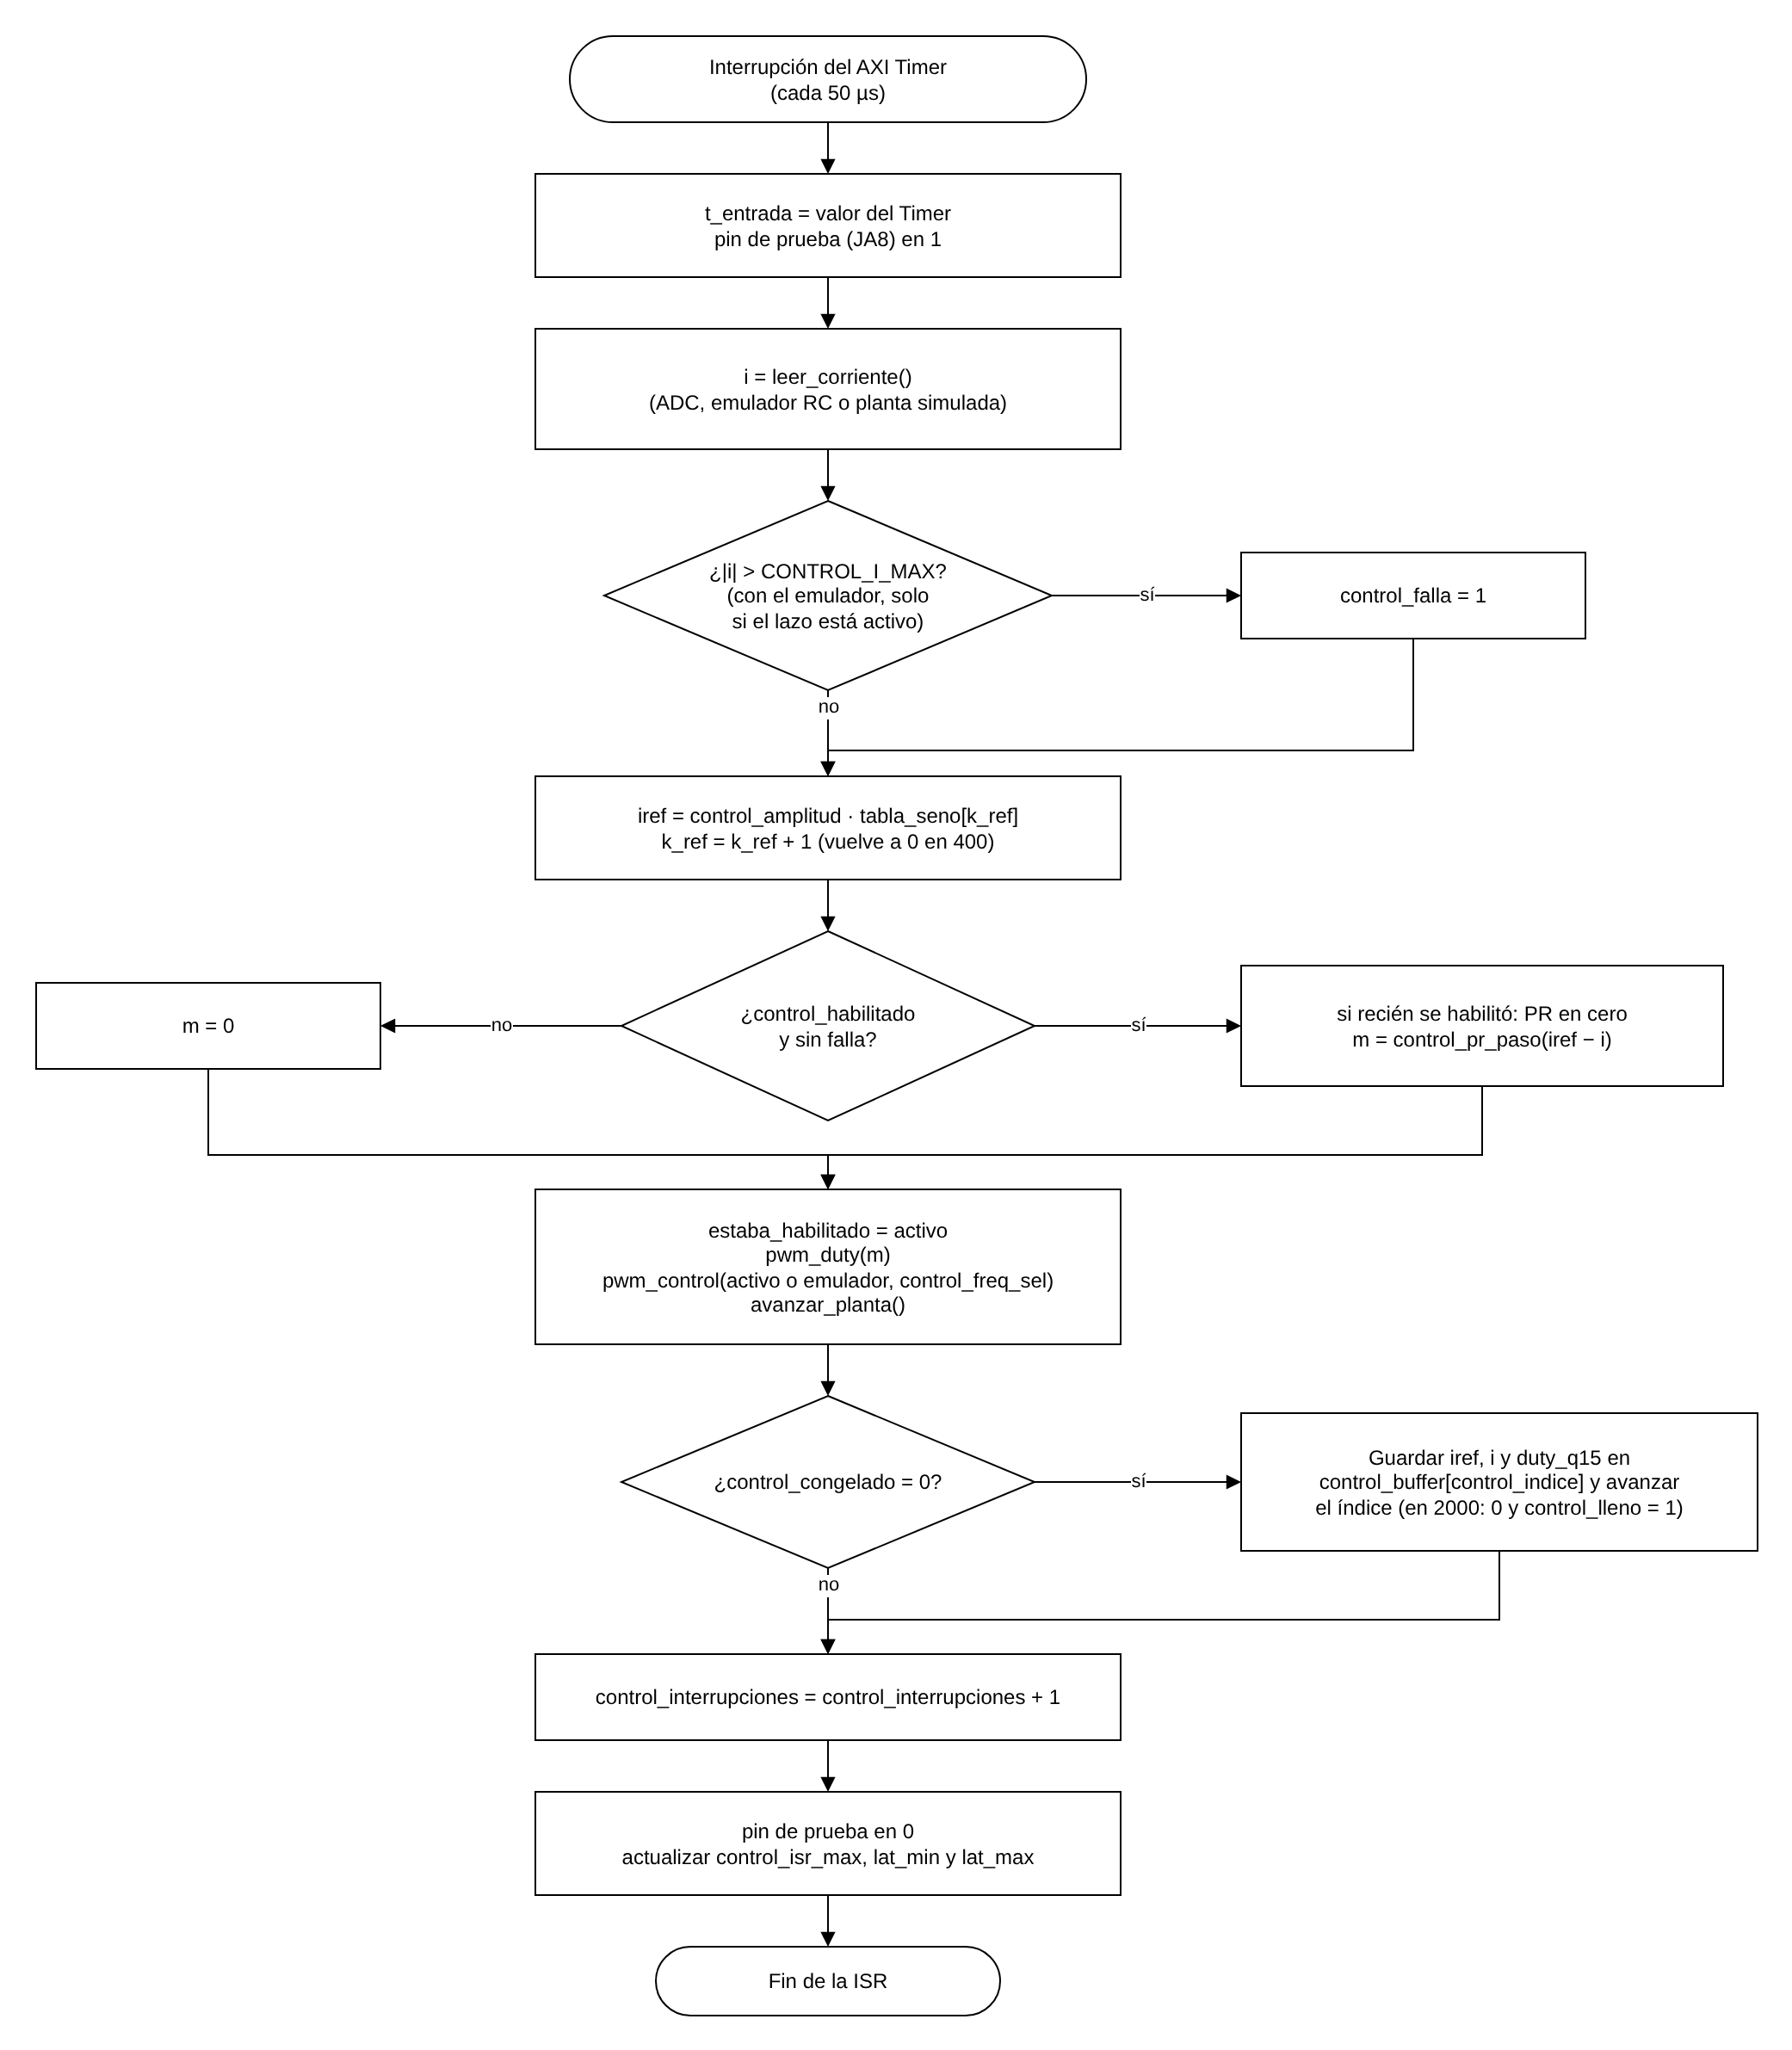 Interrupción del AXI Timer
(cada 50 µs)
t_entrada = valor del Timer
pin de prueba (JA8) en 1
i = leer_corriente()
(ADC, emulador RC o planta simulada)
¿|i| > CONTROL_I_MAX?
(con el emulador, solo
si el lazo está activo)
sí
control_falla = 1
no
iref = control_amplitud · tabla_seno[k_ref]
k_ref = k_ref + 1 (vuelve a 0 en 400)
m = 0
no
¿control_habilitado
y sin falla?
sí
si recién se habilitó: PR en cero
m = control_pr_paso(iref − i)
estaba_habilitado = activo
pwm_duty(m)
pwm_control(activo o emulador, control_freq_sel)
avanzar_planta()
¿control_congelado = 0?
sí
Guardar iref, i y duty_q15 en
control_buffer[control_indice] y avanzar
el índice (en 2000: 0 y control_lleno = 1)
no
control_interrupciones = control_interrupciones + 1
pin de prueba en 0
actualizar control_isr_max, lat_min y lat_max
Fin de la ISR